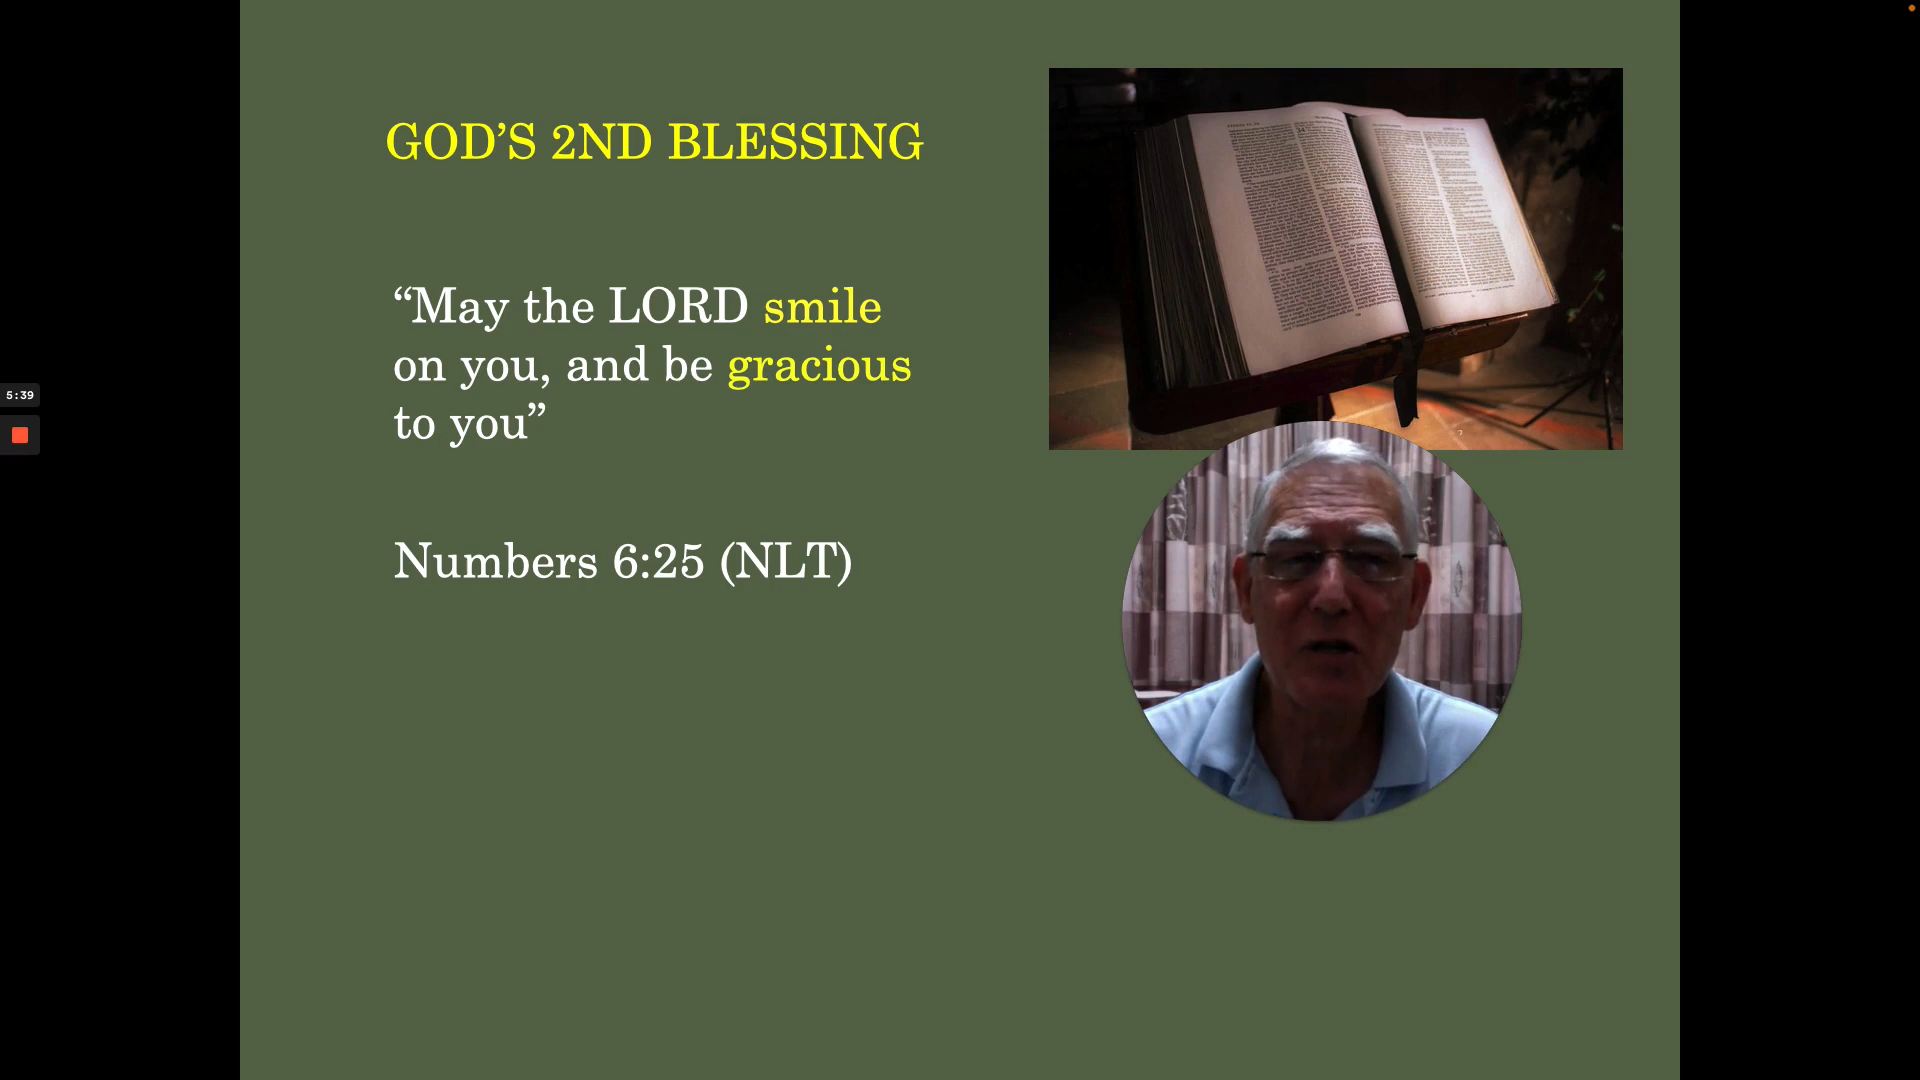 GOD’S 2ND BLESSING
“May the LORD smile
on you, and be gracious
to you”
Numbers 6:25 (NLT)
5:39